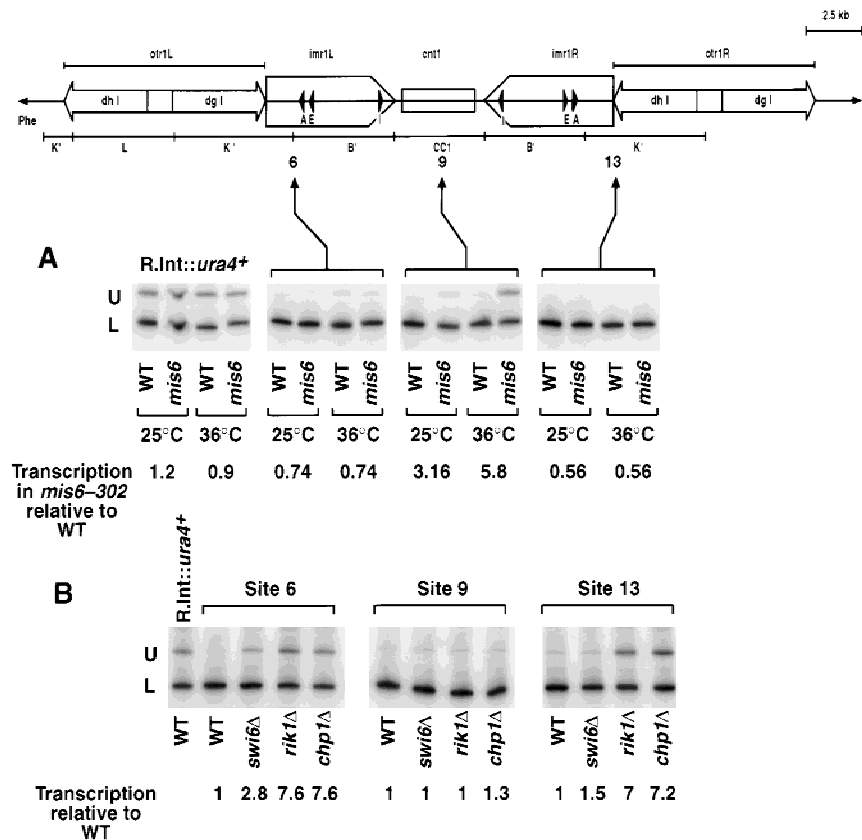 2.5 kb
otr1L imr1L cnt1 imr1R otr1R
dh I dg I dh I dg I
Phe A E I I E A
K" L K' B' CC1 B' K'
6 9 13
A
R.Int::ura4+
U
L
WT mis6 WT mis6 WT mis6 WT mis6 WT mis6 WT mis6 WT mis6 WT mis6
25°C 36°C 25°C 36°C 25°C 36°C 25°C 36°C
Transcription 1.2 0.9 0.74 0.74 3.16 5.8 0.56 0.56
in mis6–302
relative to
WT
B
R.Int::ura4+
Site 6 Site 9 Site 13
U
L
WT WT swi6Δ rik1Δ chp1Δ WT swi6Δ rik1Δ chp1Δ WT swi6Δ rik1Δ chp1Δ
Transcription 1 2.8 7.6 7.6 1 1 1 1.3 1 1.5 7 7.2
relative to
WT